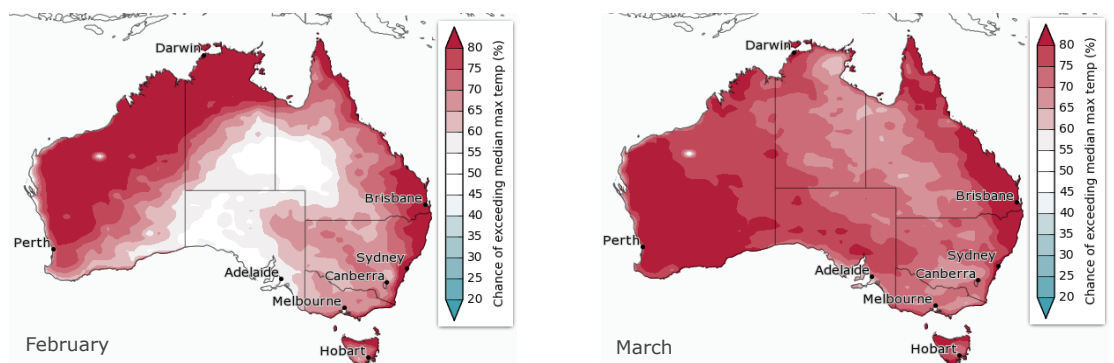 Darwin
Brisbane
Perth
Sydney
Adelaide
Canberra
Melbourne
Hobart
February
80
75
70
65
60
55
50
45
40
35
30
25
20
Chance of exceeding median max temp (%)
Darwin
Brisbane
Perth
Sydney
Adelaide
Canberra
Melbourne
Hobart
March
80
75
70
65
60
55
50
45
40
35
30
25
20
Chance of exceeding median max temp (%)